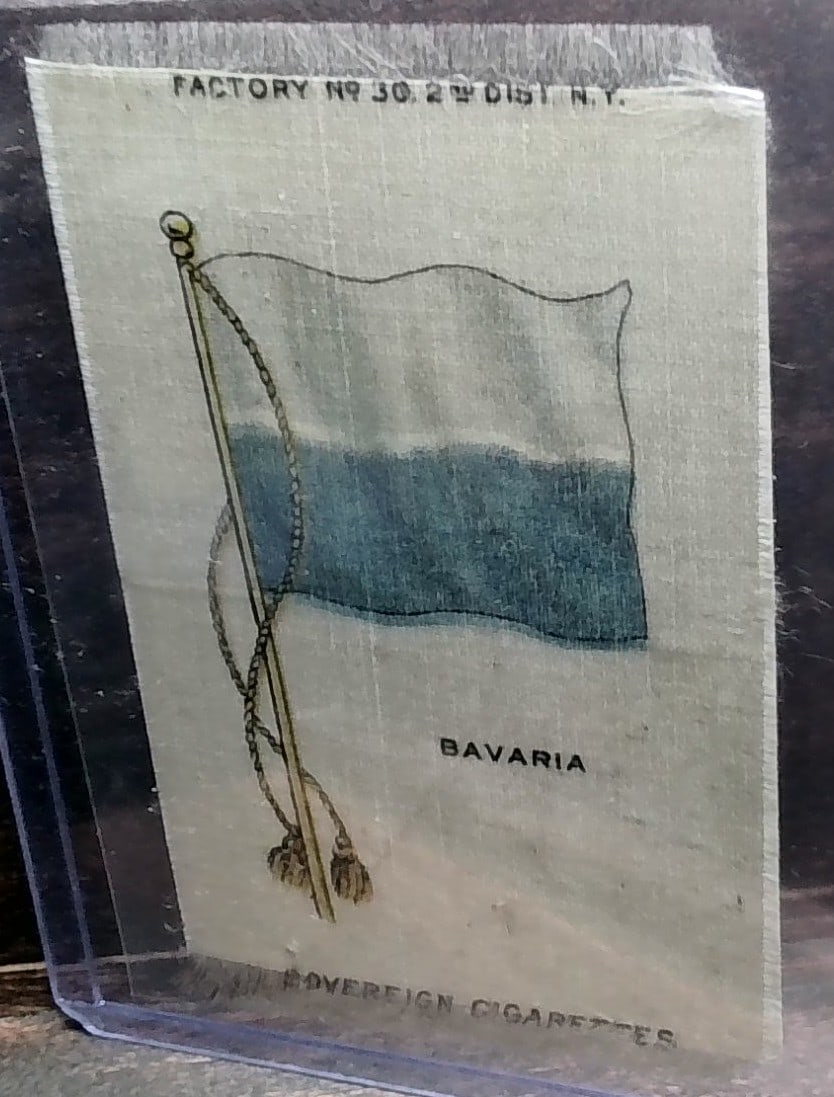 FACTORY Nº 30. 2ND DIST. N.Y.
BAVARIA
SOVEREIGN CIGARETTES